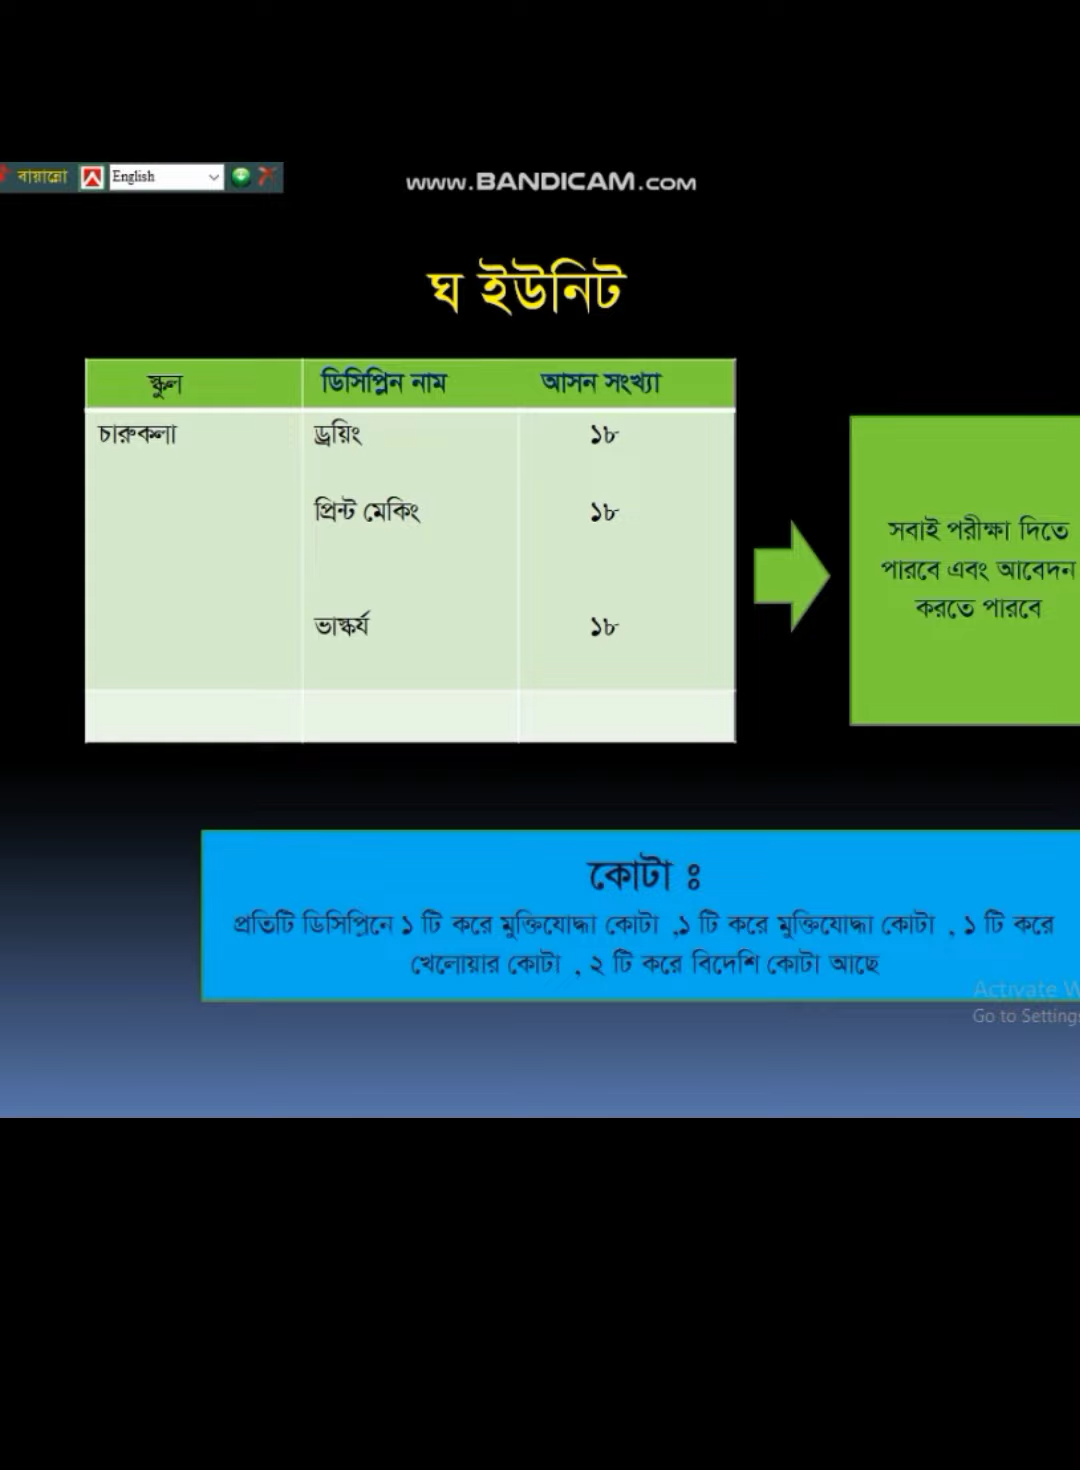 বায়ান্নো English
www.BANDICAM.com
ঘ ইউনিট
স্কুল ডিসিপ্লিন নাম আসন সংখ্যা
চারুকলা ড্রয়িং ১৮
প্রিন্ট মেকিং ১৮
ভাস্কর্য ১৮
সবাই পরীক্ষা দিতে
পারবে এবং আবেদন
করতে পারবে
কোটা ঃ
প্রতিটি ডিসিপ্লিনে ১ টি করে মুক্তিযোদ্ধা কোটা ,১ টি করে মুক্তিযোদ্ধা কোটা , ১ টি করে
খেলোয়ার কোটা , ২ টি করে বিদেশি কোটা আছে
Activate W
Go to Settings